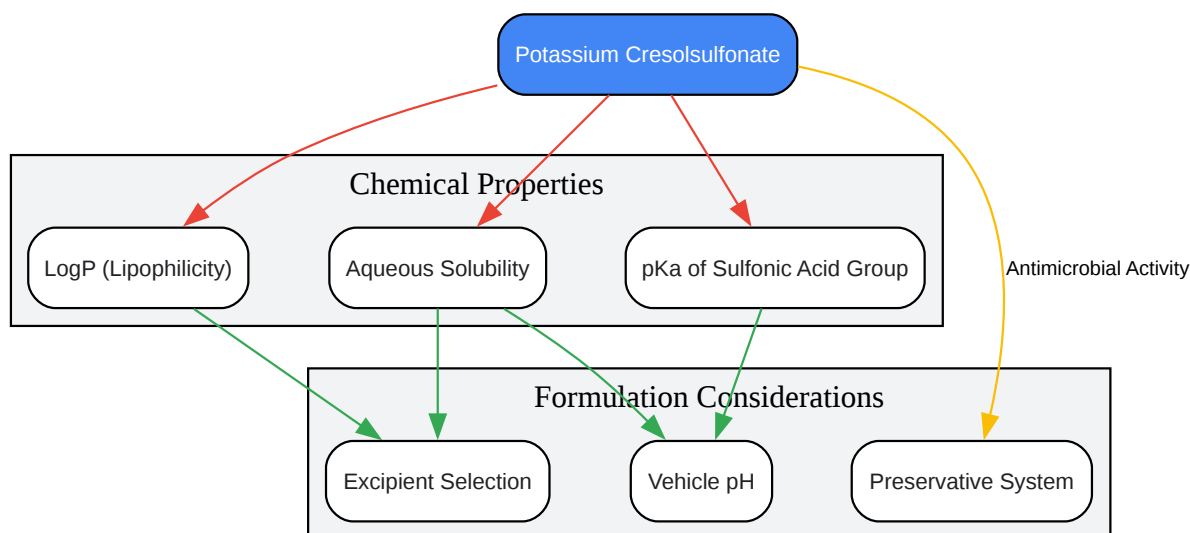 Potassium Cresolsulfonate
Chemical Properties
LogP (Lipophilicity)
Aqueous Solubility
pKa of Sulfonic Acid Group
Antimicrobial Activity
Formulation Considerations
Excipient Selection
Vehicle pH
Preservative System